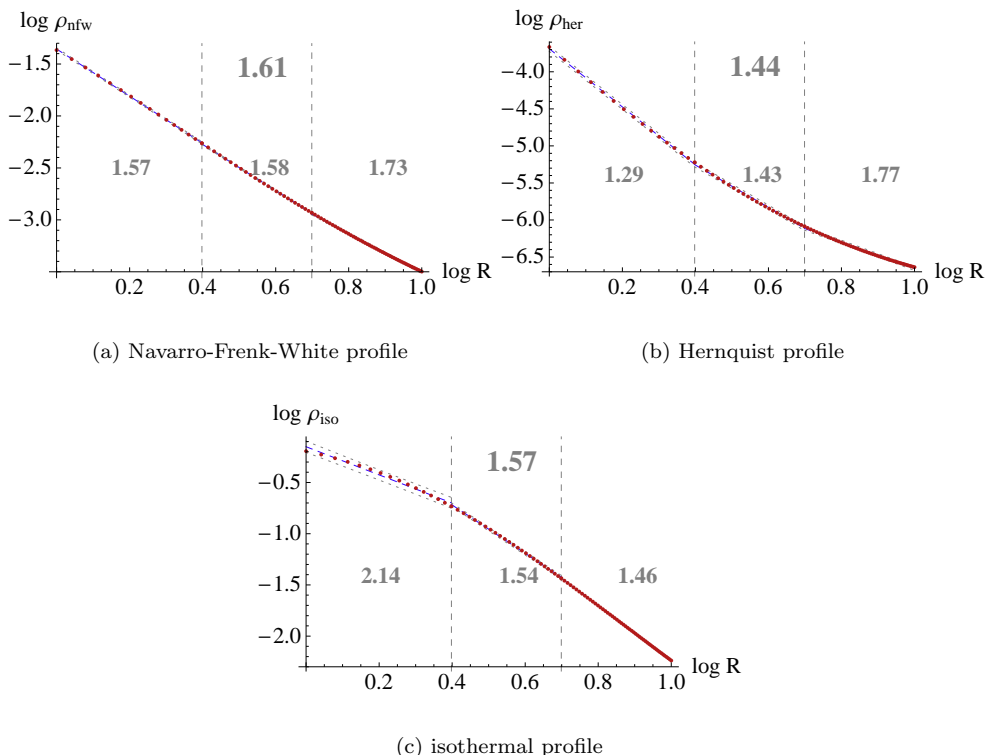 log ρnfw
−1.5
−2.0
−2.5
−3.0
1.61
1.57
1.58
1.73
0.2 0.4 0.6 0.8 1.0
log R
(a) Navarro-Frenk-White profile
log ρher
−4.0
−4.5
−5.0
−5.5
−6.0
−6.5
1.44
1.29
1.43
1.77
0.2 0.4 0.6 0.8 1.0
log R
(b) Hernquist profile
log ρiso
−0.5
−1.0
−1.5
−2.0
1.57
2.14
1.54
1.46
0.2 0.4 0.6 0.8 1.0
log R
(c) isothermal profile